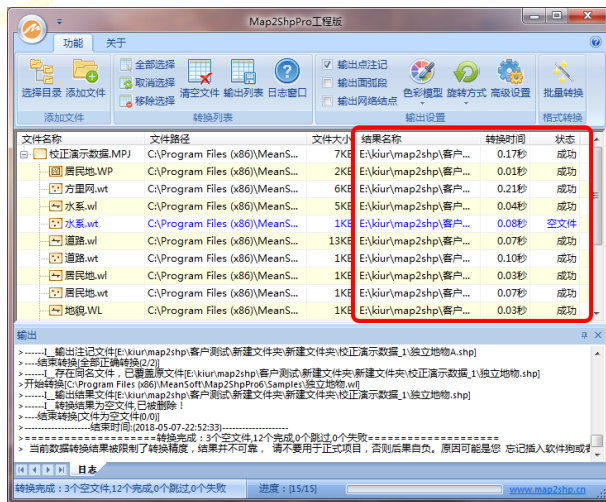 Map2ShpPro工程版
功能 关于
选择目录 添加文件
全部选择
取消选择
移除选择
清空文件 输出列表 日志窗口
输出点注记
输出面弧段
输出网络结点
色彩模型 旋转方式 高级设置 批量转换
添加文件 转换列表 输出设置 格式转换
文件名称 文件路径 文件大小 结果名称 转换时间 状态
校正演示数据.MPJ C:\Program Files (x86)\MeanS... 7KB E:\kiur\map2shp\客户... 0.17秒 成功
居民地.WP C:\Program Files (x86)\MeanS... 2KB E:\kiur\map2shp\客户... 0.01秒 成功
方里网.wt C:\Program Files (x86)\MeanS... 6KB E:\kiur\map2shp\客户... 0.21秒 成功
水系.wl C:\Program Files (x86)\MeanS... 5KB E:\kiur\map2shp\客户... 0.04秒 成功
水系.wt C:\Program Files (x86)\MeanS... 1KB E:\kiur\map2shp\客户... 0.08秒 空文件
道路.wl C:\Program Files (x86)\MeanS... 13KB E:\kiur\map2shp\客户... 0.07秒 成功
道路.wt C:\Program Files (x86)\MeanS... 1KB E:\kiur\map2shp\客户... 0.10秒 成功
居民地.wl C:\Program Files (x86)\MeanS... 1KB E:\kiur\map2shp\客户... 0.03秒 成功
居民地.wt C:\Program Files (x86)\MeanS... 1KB E:\kiur\map2shp\客户... 0.07秒 成功
地貌.WL C:\Program Files (x86)\MeanS... 1KB E:\kiur\map2shp\客户... 0.03秒 成功
输出
>------I__输出注记文件[E:\kiur\map2shp\客户测试\新建文件夹\新建文件夹\校正演示数据_1\独立地物A.shp]
>----结束转换[全部正确转换(2/2)]
>------I__存在同名文件，已覆盖原文件[E:\kiur\map2shp\客户测试\新建文件夹\新建文件夹\校正演示数据_1\独立地物.shp]
>开始转换[C:\Program Files (x86)\MeanSoft\Map2ShpPro6\Samples\独立地物.wl]
>------I__输出结果文件[E:\kiur\map2shp\客户测试\新建文件夹\新建文件夹\校正演示数据_1\独立地物.shp]
>------I__转换结果为空文件,已被删除！
>----结束转换[文件为空文件(0/0)]
>--------------------结束时间:(2018-05-07-22:52:33)--------------------
>====================转换完成：3个空文件,12个完成,0个跳过,0个失败====================
> 当前数据转换结果被限制了转换精度，结果并不可靠， 请不要用于正式项目，否则后果自负。原因可能是您 忘记插入软件狗或者
日志
转换完成：3个空文件,12个完成,0个跳过,0个失败 进度：[15/15] www.map2shp.cn